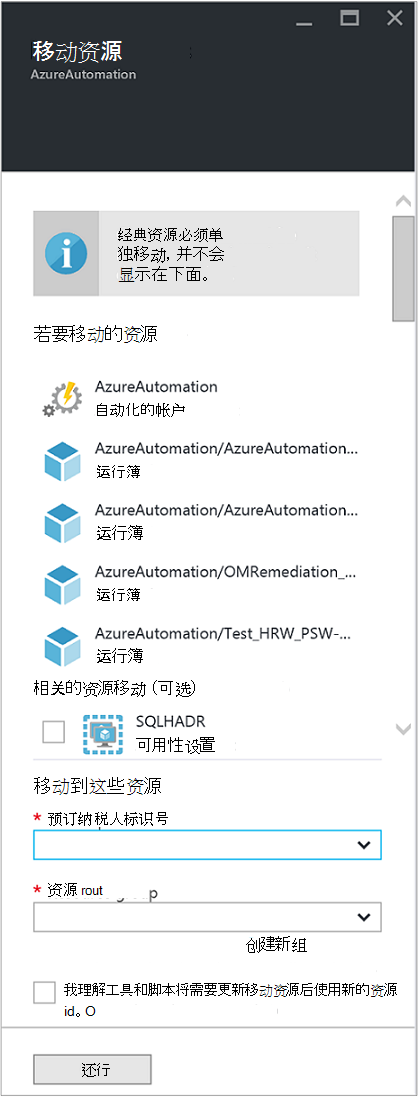 移动资源
AzureAutomation
经典资源必须单
独移动, 并不会
显示在下面。
若要移动的资源
AzureAutomation
自动化的帐户
AzureAutomation/AzureAutomation...
运行簿
AzureAutomation/AzureAutomation...
运行簿
AzureAutomation/OMRemediation_...
运行簿
AzureAutomation/Test_HRW_PSW-...
运行簿
相关的资源移动 (可选)
SQLHADR
可用性设置
移动到这些资源
* 预订纳税人标识号
* 资源 rout
创建新组
我理解工具和脚本将需要更新移动资源后使用新的资源
id。O
还行